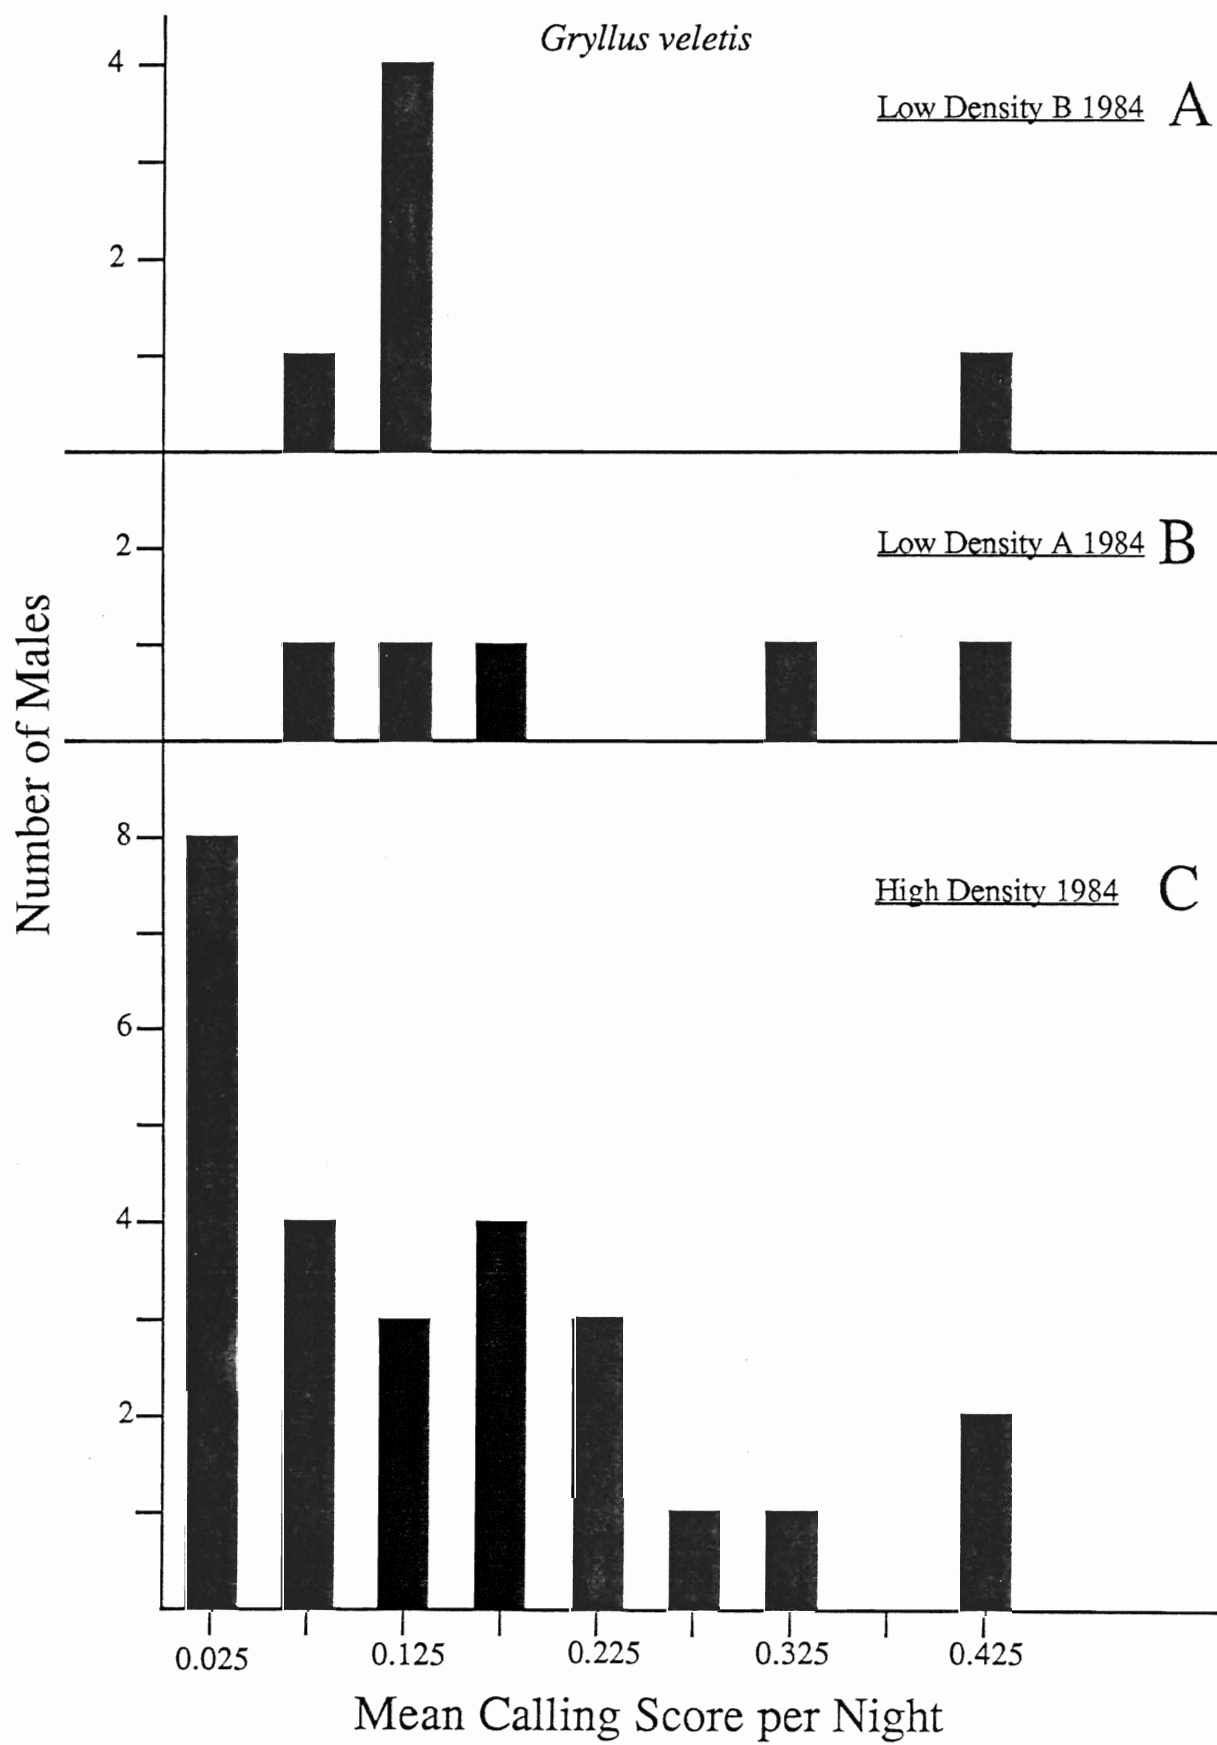 Gryllus veletis
Low Density B 1984 A
4
2
Low Density A 1984 B
2
Number of Males
High Density 1984 C
8
6
4
2
0.025 0.125 0.225 0.325 0.425
Mean Calling Score per Night